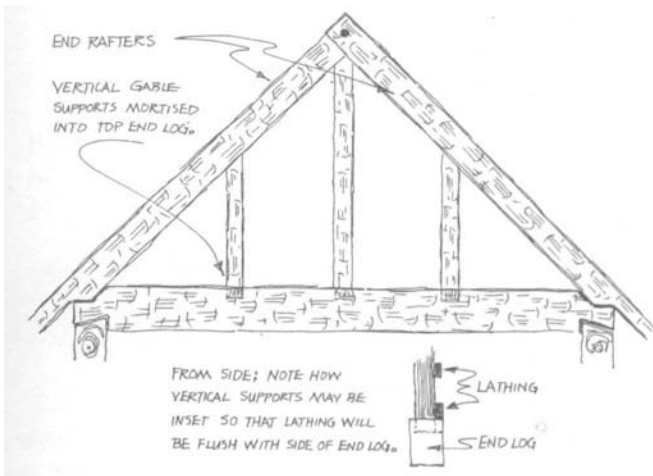 END RAFTERS
VERTICAL GABLE
SUPPORTS MORTISED
INTO TOP END LOG.
FROM SIDE; NOTE HOW
VERTICAL SUPPORTS MAY BE
INSET SO THAT LATHING WILL
BE FLUSH WITH SIDE OF END LOG.
LATHING
END LOG